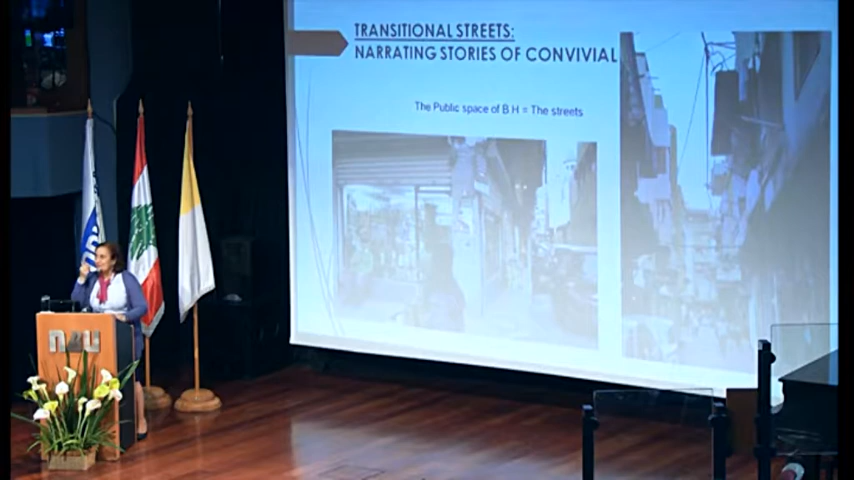 TRANSITIONAL STREETS:
NARRATING STORIES OF CONVIVIAL
The Public space of B H = The streets
NDU